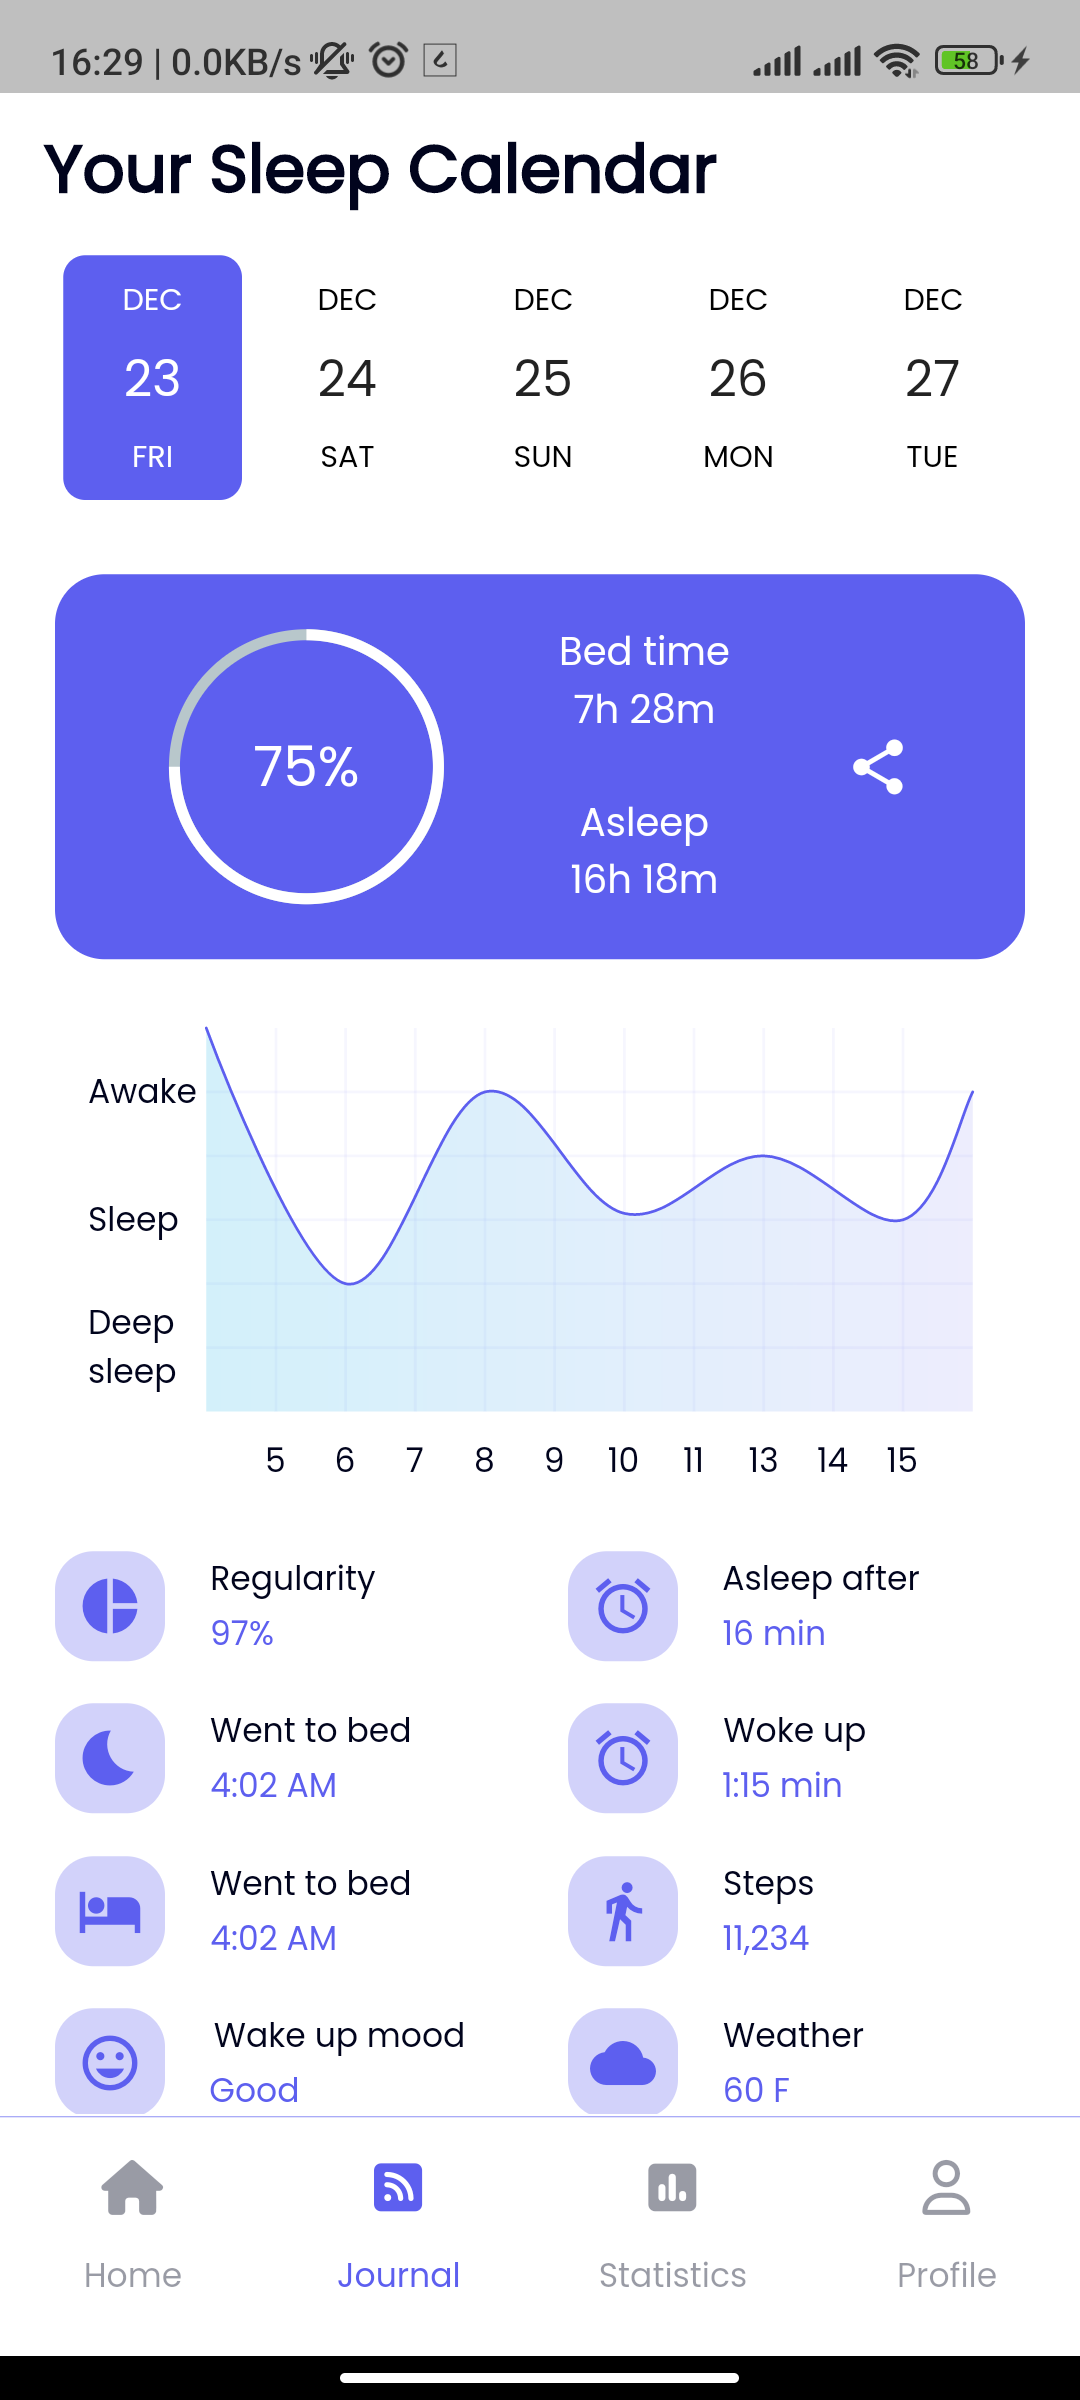 16:29 | 0.0KB/s
58
Your Sleep Calendar
DEC DEC DEC DEC DEC
23 24 25 26 27
FRI SAT SUN MON TUE
75%
Bed time
7h 28m
Asleep
16h 18m
Awake
Sleep
Deep
sleep
5 6 7 8 9 10 11 13 14 15
Regularity
97%
Asleep after
16 min
Went to bed
4:02 AM
Woke up
1:15 min
Went to bed
4:02 AM
Steps
11,234
Wake up mood
Good
Weather
60 F
Home Journal Statistics Profile